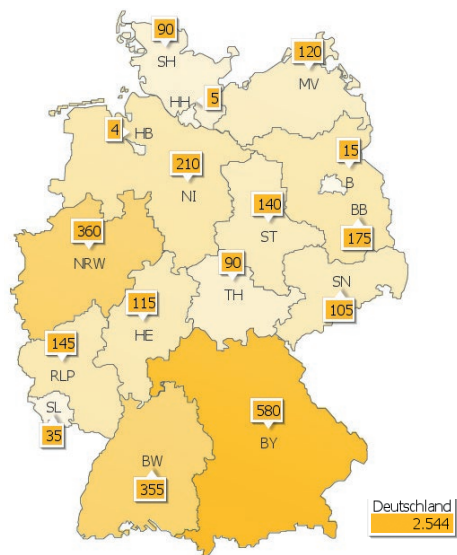 90
SH
120
MV
HH
5
4
HB
15
B
210
NI
140
ST
BB
175
360
NRW
90
TH
SN
105
115
HE
145
RLP
SL
35
580
BY
BW
355
Deutschland
2.544